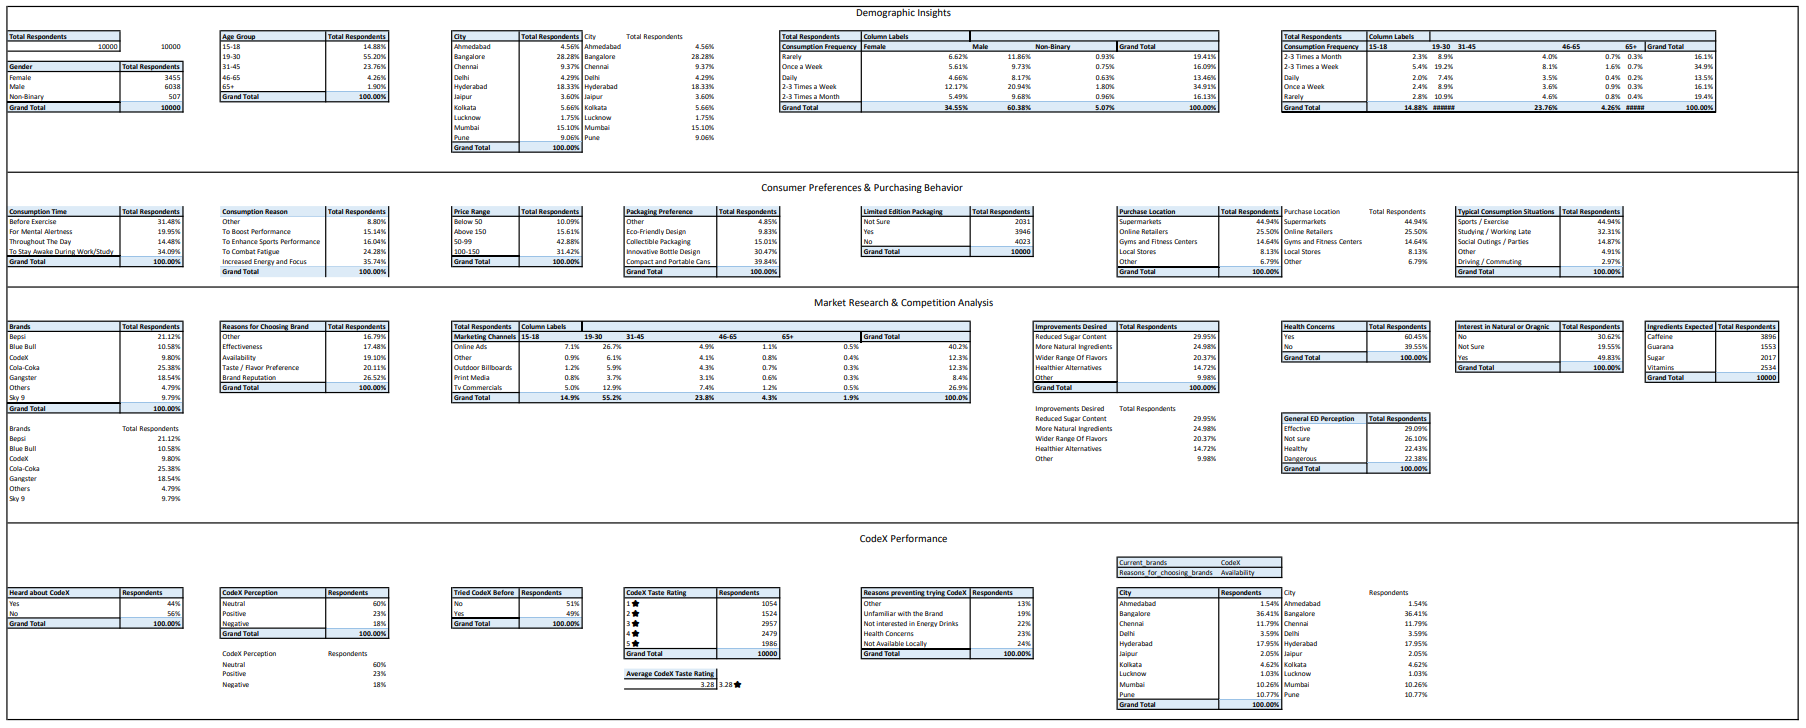 Demographic Insights
Total Respondents
10000 10000
Gender Total Respondents
Female 3455
Male 6038
Non-Binary 507
Grand Total 10000
Age Group Total Respondents
15-18 14.88%
19-30 55.20%
31-45 23.76%
46-65 4.26%
65+ 1.90%
Grand Total 100.00%
City Total Respondents City Total Respondents
Ahmedabad 4.56% Ahmedabad 4.56%
Bangalore 28.28% Bangalore 28.28%
Chennai 9.37% Chennai 9.37%
Delhi 4.29% Delhi 4.29%
Hyderabad 18.33% Hyderabad 18.33%
Jaipur 3.60% Jaipur 3.60%
Kolkata 5.66% Kolkata 5.66%
Lucknow 1.75% Lucknow 1.75%
Mumbai 15.10% Mumbai 15.10%
Pune 9.06% Pune 9.06%
Grand Total 100.00%
Total Respondents Column Labels
Consumption Frequency Female Male Non-Binary Grand Total
Rarely 6.62% 11.86% 0.93% 19.41%
Once a Week 5.61% 9.73% 0.75% 16.09%
Daily 4.66% 8.17% 0.63% 13.46%
2-3 Times a Week 12.17% 20.94% 1.80% 34.91%
2-3 Times a Month 5.49% 9.68% 0.96% 16.13%
Grand Total 34.55% 60.38% 5.07% 100.00%
Total Respondents Column Labels
Consumption Frequency 15-18 19-30 31-45 46-65 65+ Grand Total
2-3 Times a Month 2.3% 8.9% 4.0% 0.7% 0.3% 16.1%
2-3 Times a Week 5.4% 19.2% 8.1% 1.6% 0.7% 34.9%
Daily 2.0% 7.4% 3.5% 0.4% 0.2% 13.5%
Once a Week 2.4% 8.9% 3.6% 0.9% 0.3% 16.1%
Rarely 2.8% 10.9% 4.6% 0.8% 0.4% 19.4%
Grand Total 14.88% ###### 23.76% 4.26% ##### 100.00%
Consumer Preferences & Purchasing Behavior
Consumption Time Total Respondents
Before Exercise 31.48%
For Mental Alertness 19.95%
Throughout The Day 14.48%
To Stay Awake During Work/Study 34.09%
Grand Total 100.00%
Consumption Reason Total Respondents
Other 8.80%
To Boost Performance 15.14%
To Enhance Sports Performance 16.04%
To Combat Fatigue 24.28%
Increased Energy and Focus 35.74%
Grand Total 100.00%
Price Range Total Respondents
Below 50 10.09%
Above 150 15.61%
50-99 42.88%
100-150 31.42%
Grand Total 100.00%
Packaging Preference Total Respondents
Other 4.85%
Eco-Friendly Design 9.83%
Collectible Packaging 15.01%
Innovative Bottle Design 30.47%
Compact and Portable Cans 39.84%
Grand Total 100.00%
Limited Edition Packaging Total Respondents
Not Sure 2031
Yes 3946
No 4023
Grand Total 10000
Purchase Location Total Respondents Purchase Location Total Respondents
Supermarkets 44.94% Supermarkets 44.94%
Online Retailers 25.50% Online Retailers 25.50%
Gyms and Fitness Centers 14.64% Gyms and Fitness Centers 14.64%
Local Stores 8.13% Local Stores 8.13%
Other 6.79% Other 6.79%
Grand Total 100.00%
Typical Consumption Situations Total Respondents
Sports / Exercise 44.94%
Studying / Working Late 32.31%
Social Outings / Parties 14.87%
Other 4.91%
Driving / Commuting 2.97%
Grand Total 100.00%
Market Research & Competition Analysis
Brands Total Respondents
Bepsi 21.12%
Blue Bull 10.58%
CodeX 9.80%
Cola-Coka 25.38%
Gangster 18.54%
Others 4.79%
Sky 9 9.79%
Grand Total 100.00%
Brands Total Respondents
Bepsi 21.12%
Blue Bull 10.58%
CodeX 9.80%
Cola-Coka 25.38%
Gangster 18.54%
Others 4.79%
Sky 9 9.79%
Reasons for Choosing Brand Total Respondents
Other 16.79%
Effectiveness 17.48%
Availability 19.10%
Taste / Flavor Preference 20.11%
Brand Reputation 26.52%
Grand Total 100.00%
Total Respondents Column Labels
Marketing Channels 15-18 19-30 31-45 46-65 65+ Grand Total
Online Ads 7.1% 26.7% 4.9% 1.1% 0.5% 40.2%
Other 0.9% 6.1% 4.1% 0.8% 0.4% 12.3%
Outdoor Billboards 1.2% 5.9% 4.3% 0.7% 0.3% 12.3%
Print Media 0.8% 3.7% 3.1% 0.6% 0.3% 8.4%
Tv Commercials 5.0% 12.9% 7.4% 1.2% 0.5% 26.9%
Grand Total 14.9% 55.2% 23.8% 4.3% 1.9% 100.0%
Improvements Desired Total Respondents
Reduced Sugar Content 29.95%
More Natural Ingredients 24.98%
Wider Range Of Flavors 20.37%
Healthier Alternatives 14.72%
Other 9.98%
Grand Total 100.00%
Improvements Desired Total Respondents
Reduced Sugar Content 29.95%
More Natural Ingredients 24.98%
Wider Range Of Flavors 20.37%
Healthier Alternatives 14.72%
Other 9.98%
Health Concerns Total Respondents
Yes 60.45%
No 39.55%
Grand Total 100.00%
General ED Perception Total Respondents
Effective 29.09%
Not sure 26.10%
Healthy 22.43%
Dangerous 22.38%
Grand Total 100.00%
Interest in Natural or Oragnic Total Respondents
No 30.62%
Not Sure 19.55%
Yes 49.83%
Grand Total 100.00%
Ingredients Expected Total Respondents
Caffeine 3896
Guarana 1553
Sugar 2017
Vitamins 2534
Grand Total 10000
CodeX Performance
Heard about CodeX Respondents
Yes 44%
No 56%
Grand Total 100.00%
CodeX Perception Respondents
Neutral 60%
Positive 23%
Negative 18%
Grand Total 100.00%
CodeX Perception Respondents
Neutral 60%
Positive 23%
Negative 18%
Tried CodeX Before Respondents
No 51%
Yes 49%
Grand Total 100.00%
CodeX Taste Rating Respondents
1★ 1054
2★ 1524
3★ 2957
4★ 2479
5★ 1986
Grand Total 10000
Average CodeX Taste Rating
3.28 3.28★
Reasons preventing trying CodeX Respondents
Other 13%
Unfamiliar with the Brand 19%
Not interested in Energy Drinks 22%
Health Concerns 23%
Not Available Locally 24%
Grand Total 100.00%
Current_brands CodeX
Reasons_for_choosing_brands Availability
City Respondents City Respondents
Ahmedabad 1.54% Ahmedabad 1.54%
Bangalore 36.41% Bangalore 36.41%
Chennai 11.79% Chennai 11.79%
Delhi 3.59% Delhi 3.59%
Hyderabad 17.95% Hyderabad 17.95%
Jaipur 2.05% Jaipur 2.05%
Kolkata 4.62% Kolkata 4.62%
Lucknow 1.03% Lucknow 1.03%
Mumbai 10.26% Mumbai 10.26%
Pune 10.77% Pune 10.77%
Grand Total 100.00%